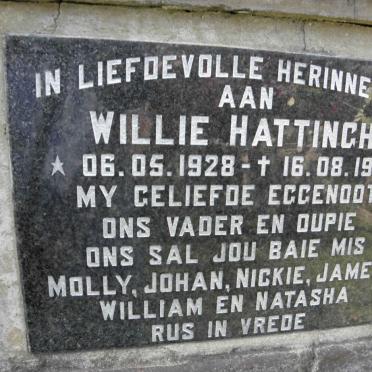 IN LIEFDEVOLLE HERINNE
AAN
WILLIE HATTINGH
* 06.05.1928 - † 16.08.19
MY GELIEFDE EGGENOOT
ONS VADER EN OUPIE
ONS SAL JOU BAIE MIS
MOLLY, JOHAN, NICKIE, JAME
WILLIAM EN NATASHA
RUS IN VREDE